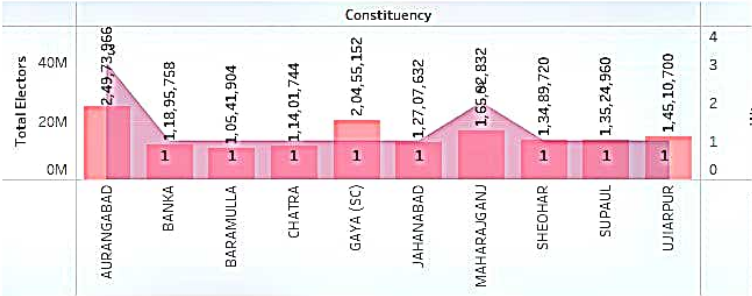 Constituency
Total Electors
40M
20M
0M
2,49,73,966
1,18,95,758
1,05,41,904
1,14,01,744
2,04,55,152
1,27,07,632
1,65,62,832
1,34,89,720
1,35,24,960
1,45,10,700
1
1
1
1
1
1
1
1
4
3
2
1
0
AURANGABAD
BANKA
BARAMULLA
CHATRA
GAYA (SC)
JAHANABAD
MAHARAJGANJ
SHEOHAR
SUPAUL
UJIARPUR